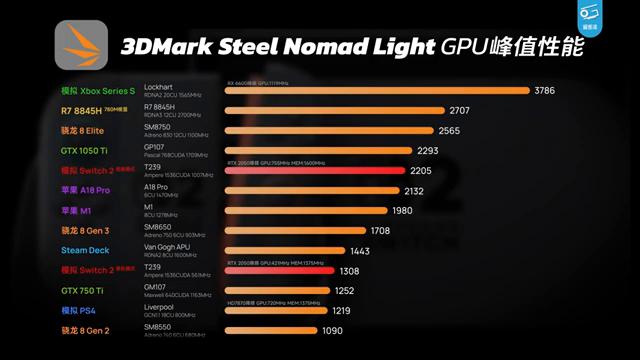 极客湾
3DMark Steel Nomad Light GPU峰值性能
模拟 Xbox Series S Lockhart RDNA2 20CU 1565MHz RX 6600降频 GPU:1119MHz 3786
R7 8845H 780M核显 R7 8845H RDNA3 12CU 2700MHz 2707
骁龙 8 Elite SM8750 Adreno 830 12CU 1100MHz 2565
GTX 1050 Ti GP107 Pascal 768CUDA 1709MHz 2293
模拟 Switch 2 T239 Ampere 1536CUDA 1007MHz RTX 2050降频 GPU:755MHz MEM:1600MHz 2205
苹果 A18 Pro A18 Pro 6CU 1470MHz 2132
苹果 M1 M1 8CU 1278MHz 1980
骁龙 8 Gen 3 SM8650 Adreno 750 6CU 903MHz 1708
Steam Deck Van Gogh APU RDNA2 8CU 1600MHz 1443
模拟 Switch 2 T239 Ampere 1536CUDA 561MHz RTX 2050降频 GPU:421MHz MEM:1375MHz 1308
GTX 750 Ti GM107 Maxwell 640CUDA 1163MHz 1252
模拟 PS4 Liverpool GCN1.1 18CU 800MHz HD7870降频 GPU:720MHz MEM:1375MHz 1219
骁龙 8 Gen 2 SM8550 Adreno 740 6CU 680MHz 1090